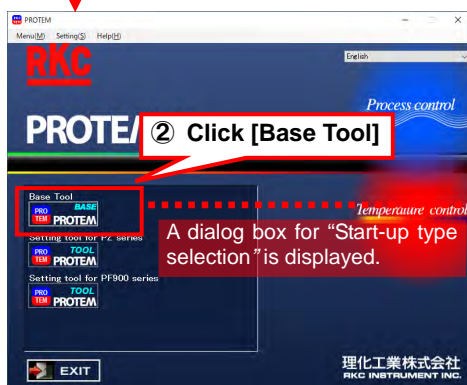 PROTEM
Menu(M) Setting(S) Help(H)
RKC
English
Process control
PROTEM
② Click [Base Tool]
Base Tool
PRO TEM BASE PROTEM
Temperaure control
A dialog box for “Start-up type
selection” is displayed.
Setting tool for PZ series
PRO TEM TOOL PROTEM
Setting tool for PF900 series
PRO TEM TOOL PROTEM
EXIT
理化工業株式会社
RKC INSTRUMENT INC.